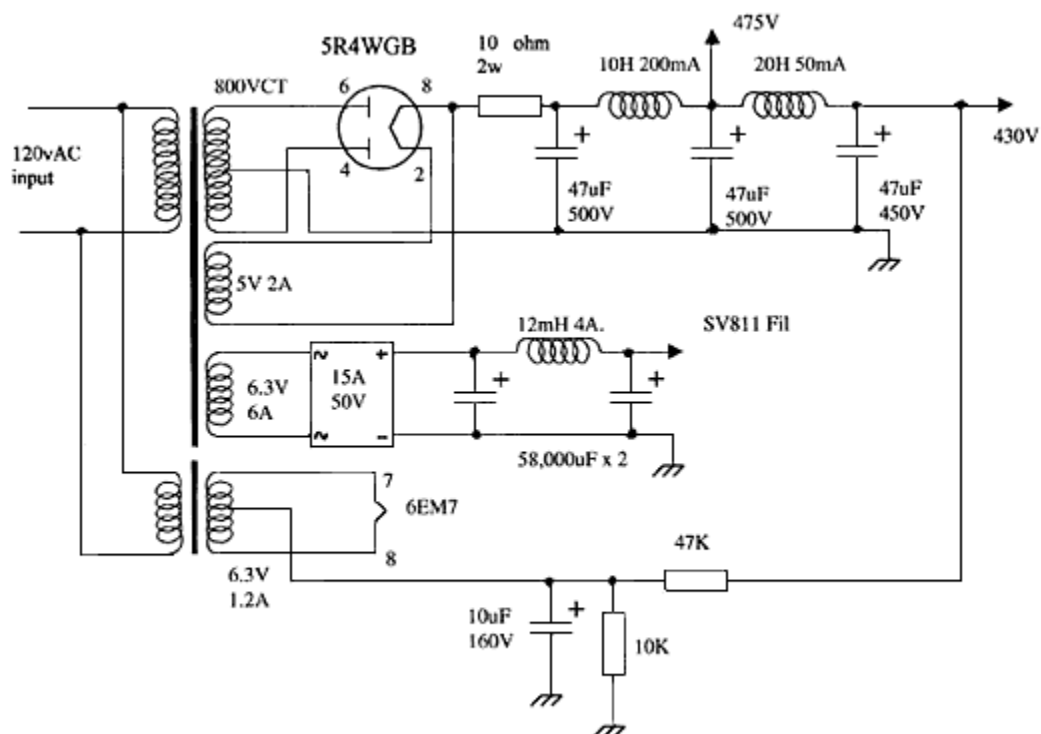 475V
5R4WGB
10 ohm
2w
10H 200mA
20H 50mA
800VCT
6
8
120vAC
input
4
2
+
+
+
430V
47uF
500V
47uF
500V
47uF
450V
5V 2A
12mH 4A.
SV811 Fil
6.3V
6A
~
+
15A
50V
~
-
+
+
58,000uF x 2
7
6EM7
8
6.3V
1.2A
47K
10uF
160V
+
10K